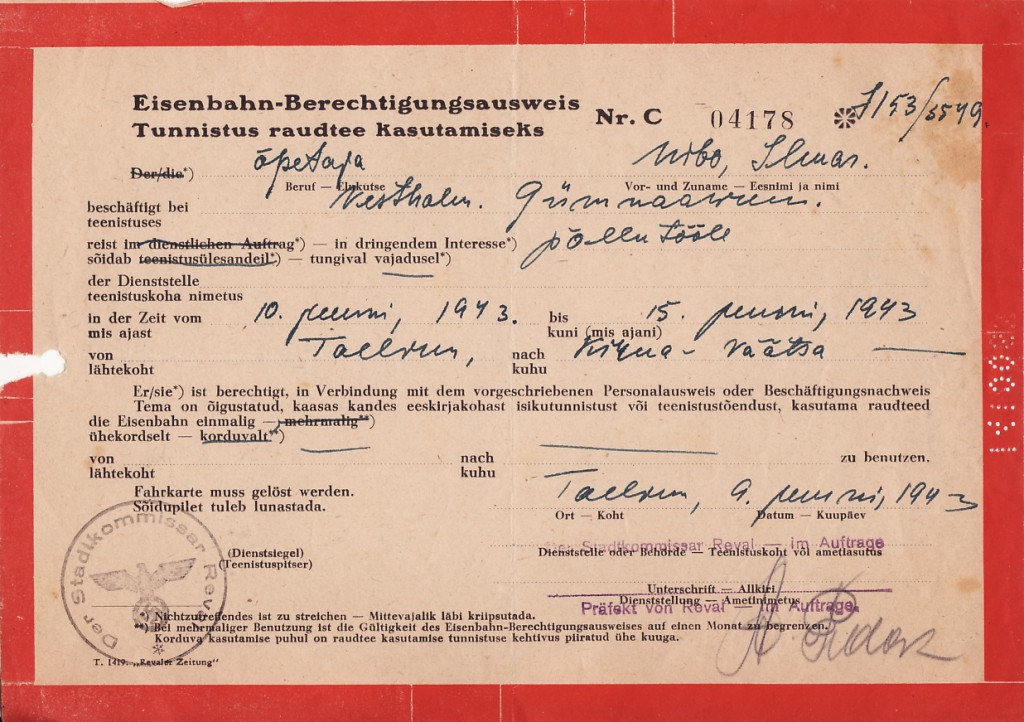 Eisenbahn-Berechtigungsausweis
Tunnistus raudtee kasutamiseks
Nr. C 04178 J153/3549.
Der/die*) õpetaja Nibo, Ilmar.
Beruf — Elukutse Vor- und Zuname — Eesnimi ja nimi
beschäftigt bei
teenistuses
Westholm. Gümnaasium.
reist im dienstlichen Auftrag*) — in dringendem Interesse*)
sõidab teenistusülesandeil*) — tungival vajadusel*)
põllutööle
der Dienststelle
teenistuskoha nimetus
in der Zeit vom 10. juuni, 1943. bis 15. juuni, 1943
mis ajast kuni (mis ajani)
von Tallinn, nach Väätsa
lähtekoht kuhu
Er/sie*) ist berechtigt, in Verbindung mit dem vorgeschriebenen Personalausweis oder Beschäftigungsnachweis
Tema on õigustatud, kaasas kandes eeskirjakohast isikutunnistust või teenistustõendust, kasutama raudteed
die Eisenbahn einmalig — mehrmalig**)
ühekordselt — korduvalt**)
von nach zu benutzen.
lähtekoht kuhu
Fahrkarte muss gelöst werden.
Sõidupilet tuleb lunastada.
Tallinn, 9. juuni, 1943
Ort — Koht Datum — Kuupäev
Der Stadtkommissar Reval
(Dienstsiegel)
(Teenistuspitser)
Der Stadtkommissar Reval — im Auftrage
Dienststelle oder Behörde — Teenistuskoht või ametiasutus
Unterschrift — Allkiri
Dienststellung — Ametinimetus
Präfekt von Reval — im Auftrage.
*) Nichtzutreffendes ist zu streichen — Mittevajalik läbi kriipsutada.
**) Bei mehrmaliger Benutzung ist die Gültigkeit des Eisenbahn-Berechtigungsausweises auf einen Monat zu begrenzen.
Korduva kasutamise puhul on raudtee kasutamise tunnistuse kehtivus piiratud ühe kuuga.
T. 1419. „Revaler Zeitung"